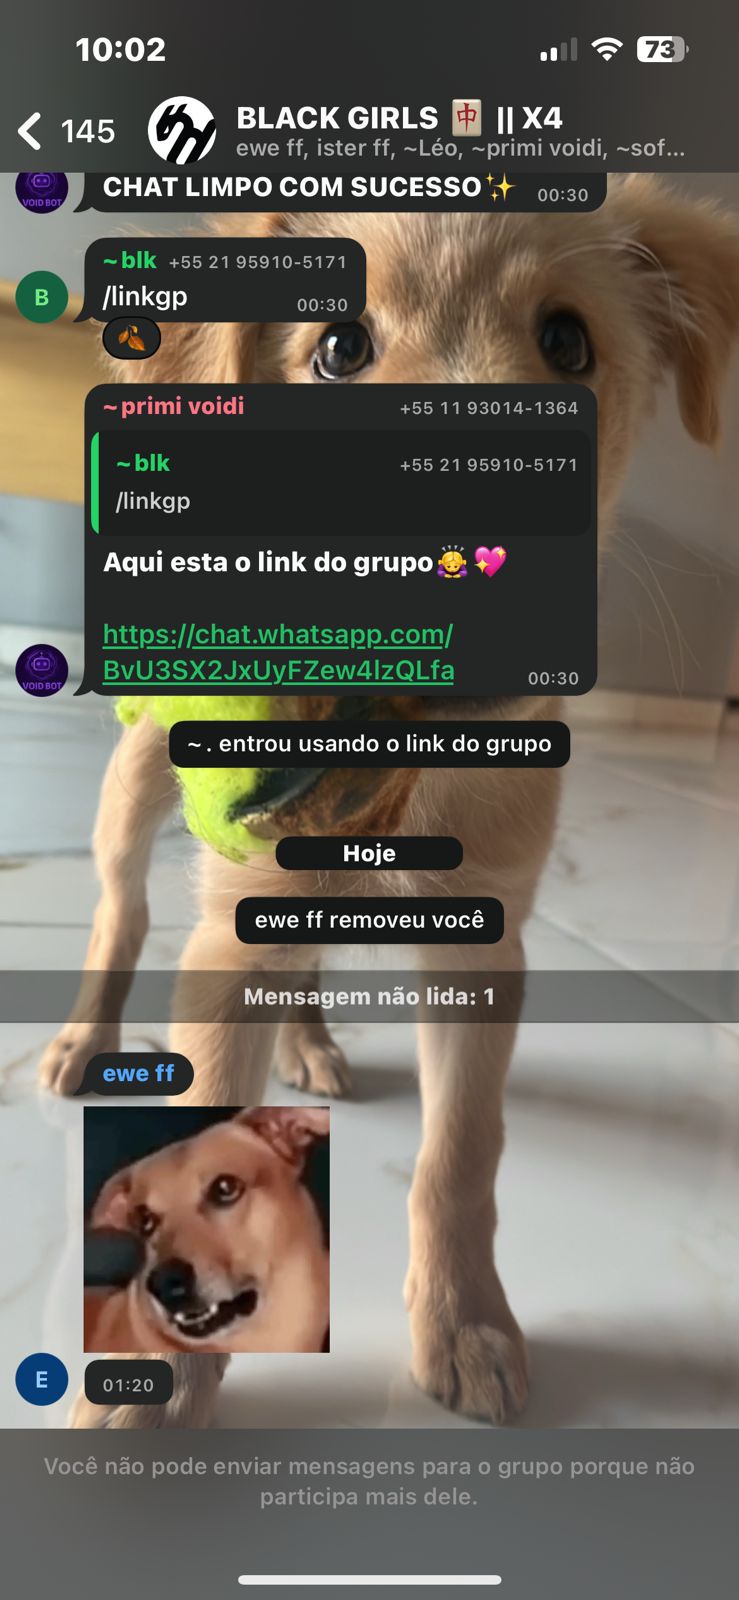 10:02
73
145
BLACK GIRLS 🀄 || X4
ewe ff, ister ff, ~Léo, ~primi voidi, ~sof...
CHAT LIMPO COM SUCESSO✨ 00:30
VOID BOT
~blk +55 21 95910-5171
B
/linkgp 00:30
🍂
~primi voidi +55 11 93014-1364
~blk +55 21 95910-5171
/linkgp
Aqui esta o link do grupo🙇‍♀️💖
https://chat.whatsapp.com/
BvU3SX2JxUyFZew4lzQLfa 00:30
VOID BOT
~. entrou usando o link do grupo
Hoje
ewe ff removeu você
Mensagem não lida: 1
ewe ff
E
01:20
Você não pode enviar mensagens para o grupo porque não
participa mais dele.